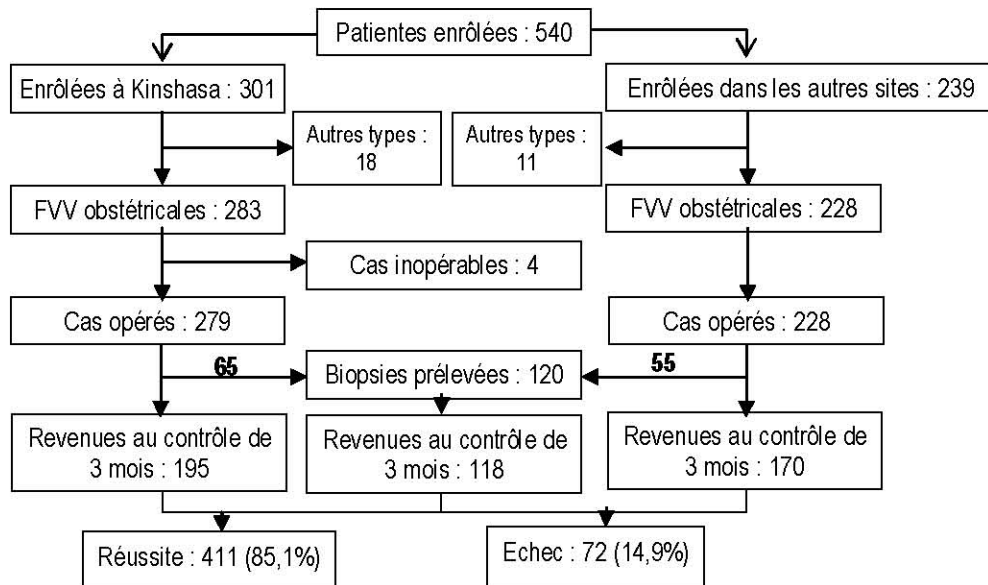 Patientes enrôlées : 540
Enrôlées à Kinshasa : 301
Enrôlées dans les autres sites : 239
Autres types :
18
Autres types :
11
FVV obstétricales : 283
FVV obstétricales : 228
Cas inopérables : 4
Cas opérés : 279
Cas opérés : 228
65
Biopsies prélevées : 120
55
Revenues au contrôle de
3 mois : 195
Revenues au contrôle de
3 mois : 118
Revenues au contrôle de
3 mois : 170
Réussite : 411 (85,1%)
Echec : 72 (14,9%)